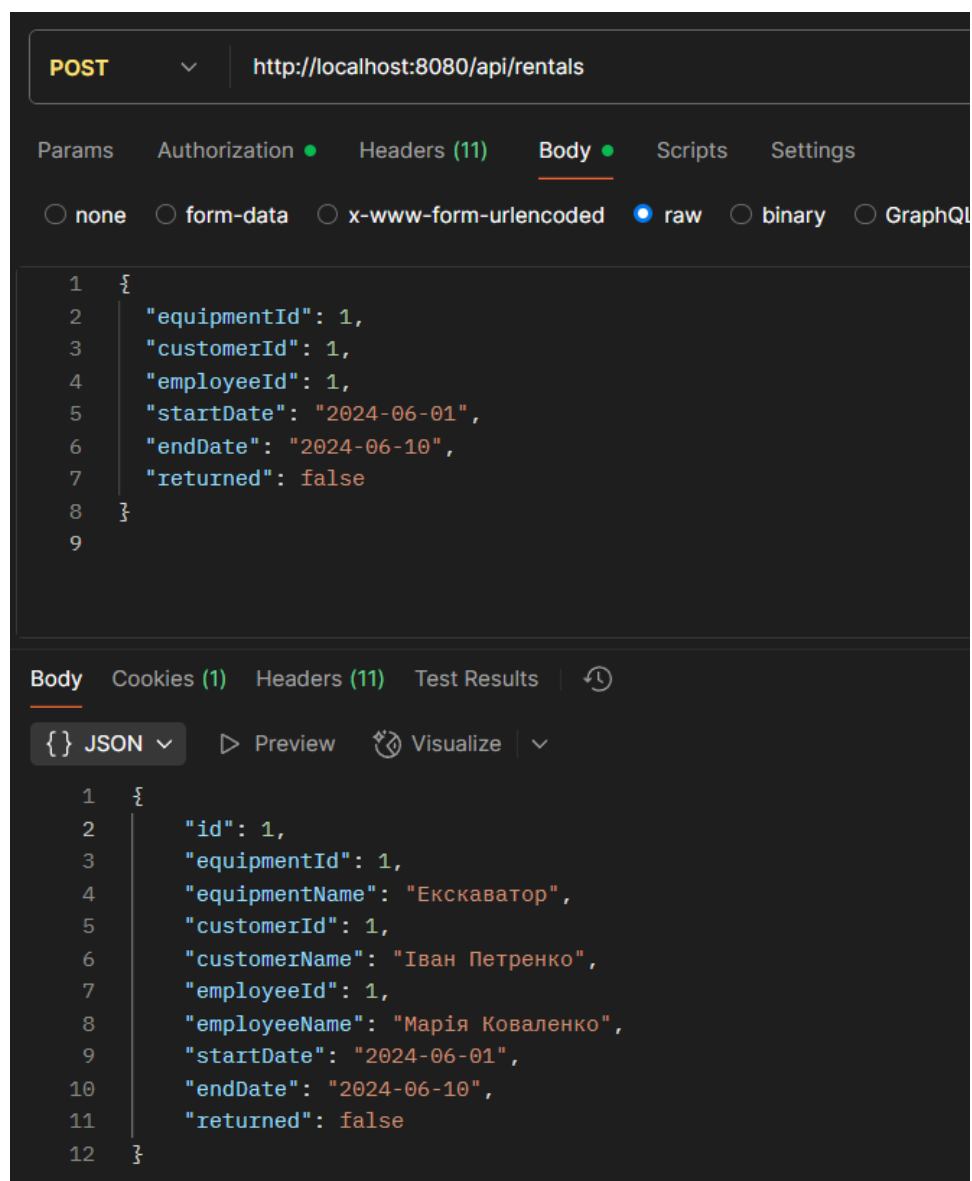 POST http://localhost:8080/api/rentals
Params Authorization Headers (11) Body Scripts Settings
none form-data x-www-form-urlencoded raw binary GraphQL
1 {
2 "equipmentId": 1,
3 "customerId": 1,
4 "employeeId": 1,
5 "startDate": "2024-06-01",
6 "endDate": "2024-06-10",
7 "returned": false
8 }
9
Body Cookies (1) Headers (11) Test Results
{} JSON Preview Visualize
1 {
2 "id": 1,
3 "equipmentId": 1,
4 "equipmentName": "Екскаватор",
5 "customerId": 1,
6 "customerName": "Іван Петренко",
7 "employeeId": 1,
8 "employeeName": "Марія Коваленко",
9 "startDate": "2024-06-01",
10 "endDate": "2024-06-10",
11 "returned": false
12 }